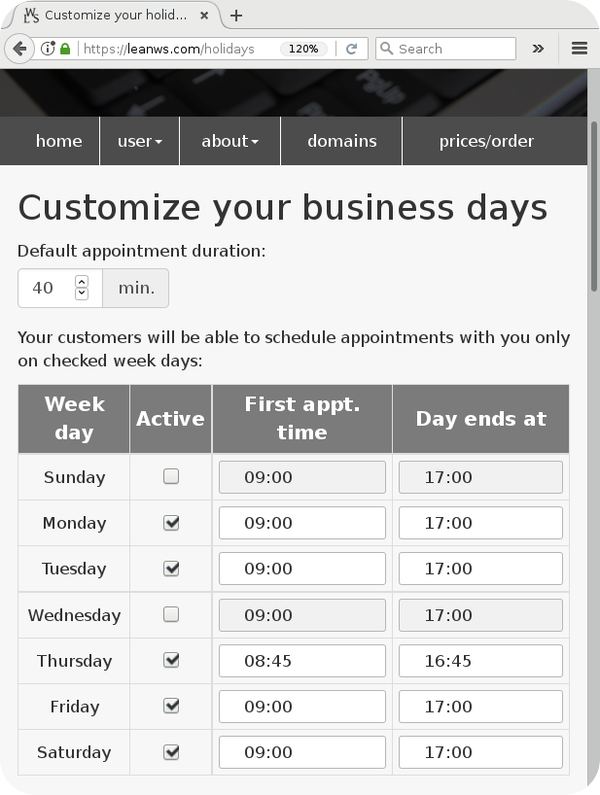 Customize your holid...
https://leanws.com/holidays 120% Search
PgUp
home user about domains prices/order
Customize your business days
Default appointment duration:
40 min.
Your customers will be able to schedule appointments with you only
on checked week days:
Week day Active First appt. time Day ends at
Sunday 09:00 17:00
Monday 09:00 17:00
Tuesday 09:00 17:00
Wednesday 09:00 17:00
Thursday 08:45 16:45
Friday 09:00 17:00
Saturday 09:00 17:00